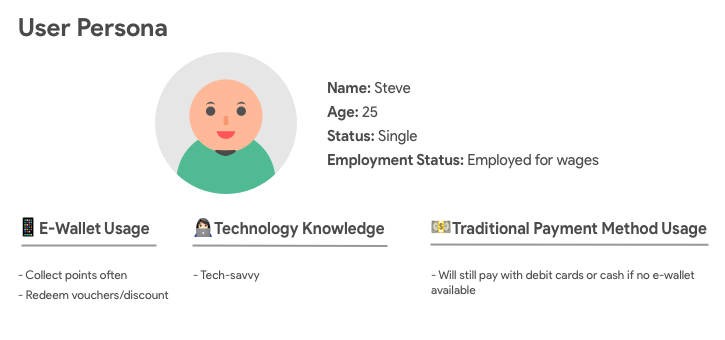 User Persona
Name: Steve
Age: 25
Status: Single
Employment Status: Employed for wages
E-Wallet Usage
- Collect points often
- Redeem vouchers/discount
Technology Knowledge
- Tech-savvy
Traditional Payment Method Usage
- Will still pay with debit cards or cash if no e-wallet
available